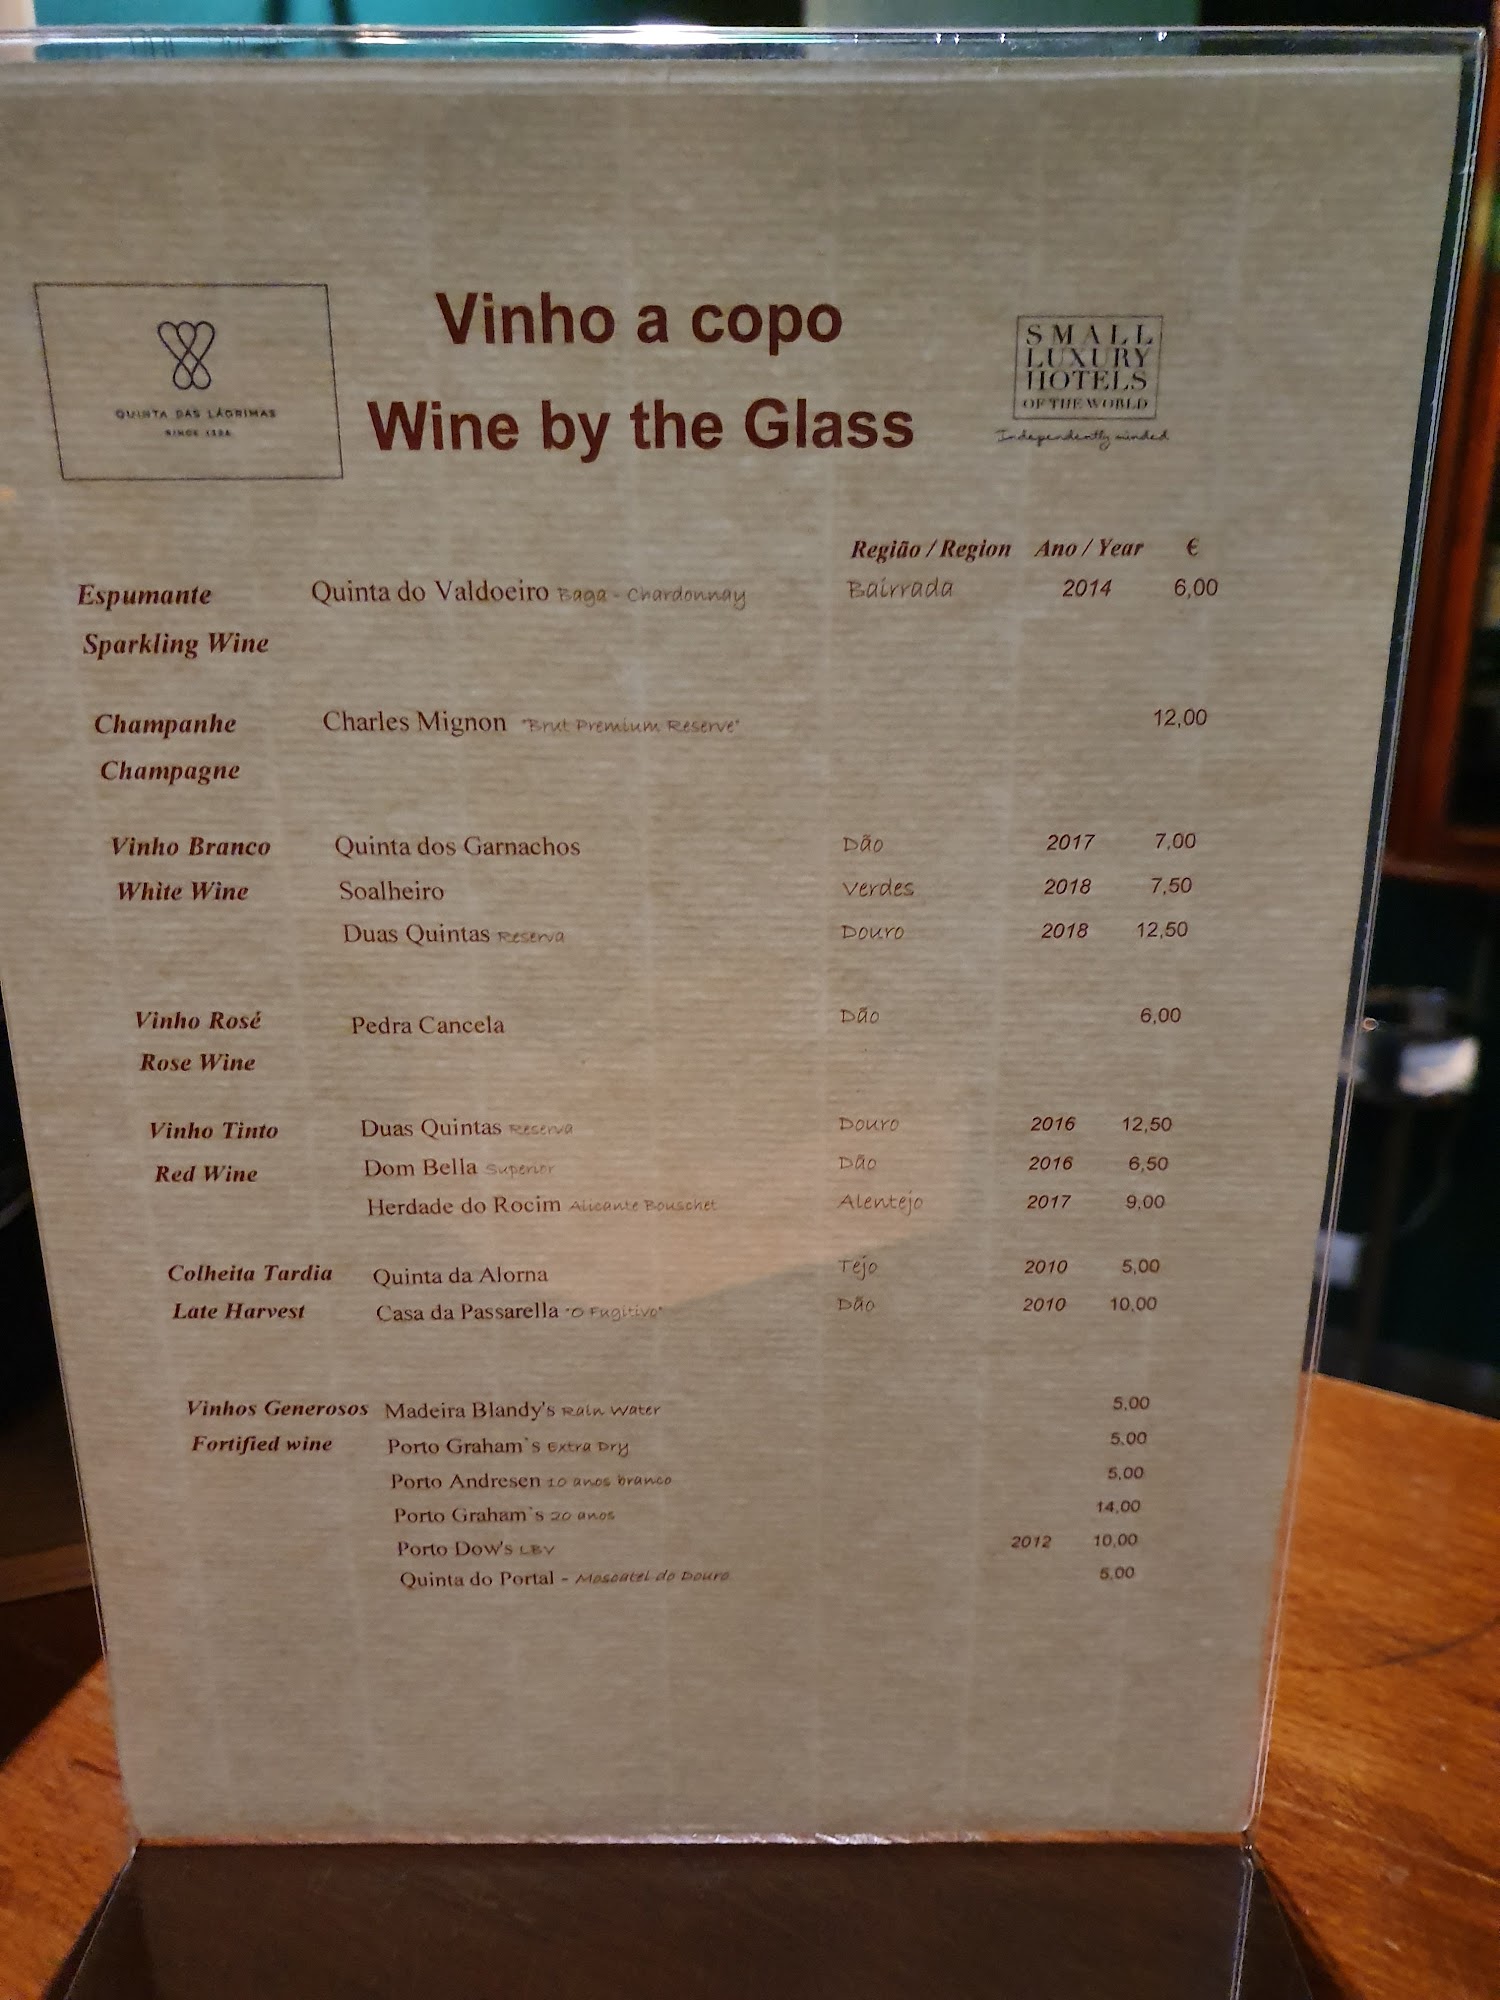 Vinho a copo
Wine by the Glass
QUINTA DAS LÁGRIMAS
SINCE 1326
SMALL
LUXURY
HOTELS
OF THE WORLD
Independently minded
Região / Region Ano / Year €
Espumante Quinta do Valdoeiro Baga - Chardonnay Bairrada 2014 6,00
Sparkling Wine
Champanhe Charles Mignon "Brut Premium Reserve" 12,00
Champagne
Vinho Branco Quinta dos Garnachos Dão 2017 7,00
White Wine Soalheiro Verdes 2018 7,50
Duas Quintas Reserva Douro 2018 12,50
Vinho Rosé Pedra Cancela Dão 6,00
Rose Wine
Vinho Tinto Duas Quintas Reserva Douro 2016 12,50
Red Wine Dom Bella Superior Dão 2016 6,50
Herdade do Rocim Alicante Bouschet Alentejo 2017 9,00
Colheita Tardia Quinta da Alorna Tejo 2010 5,00
Late Harvest Casa da Passarella "O Fugitivo" Dão 2010 10,00
Vinhos Generosos Madeira Blandy's Rain Water 5,00
Fortified wine Porto Graham`s Extra Dry 5,00
Porto Andresen 10 anos branco 5,00
Porto Graham`s 20 anos 14,00
Porto Dow's LBV 2012 10,00
Quinta do Portal - Moscatel do Douro 5,00